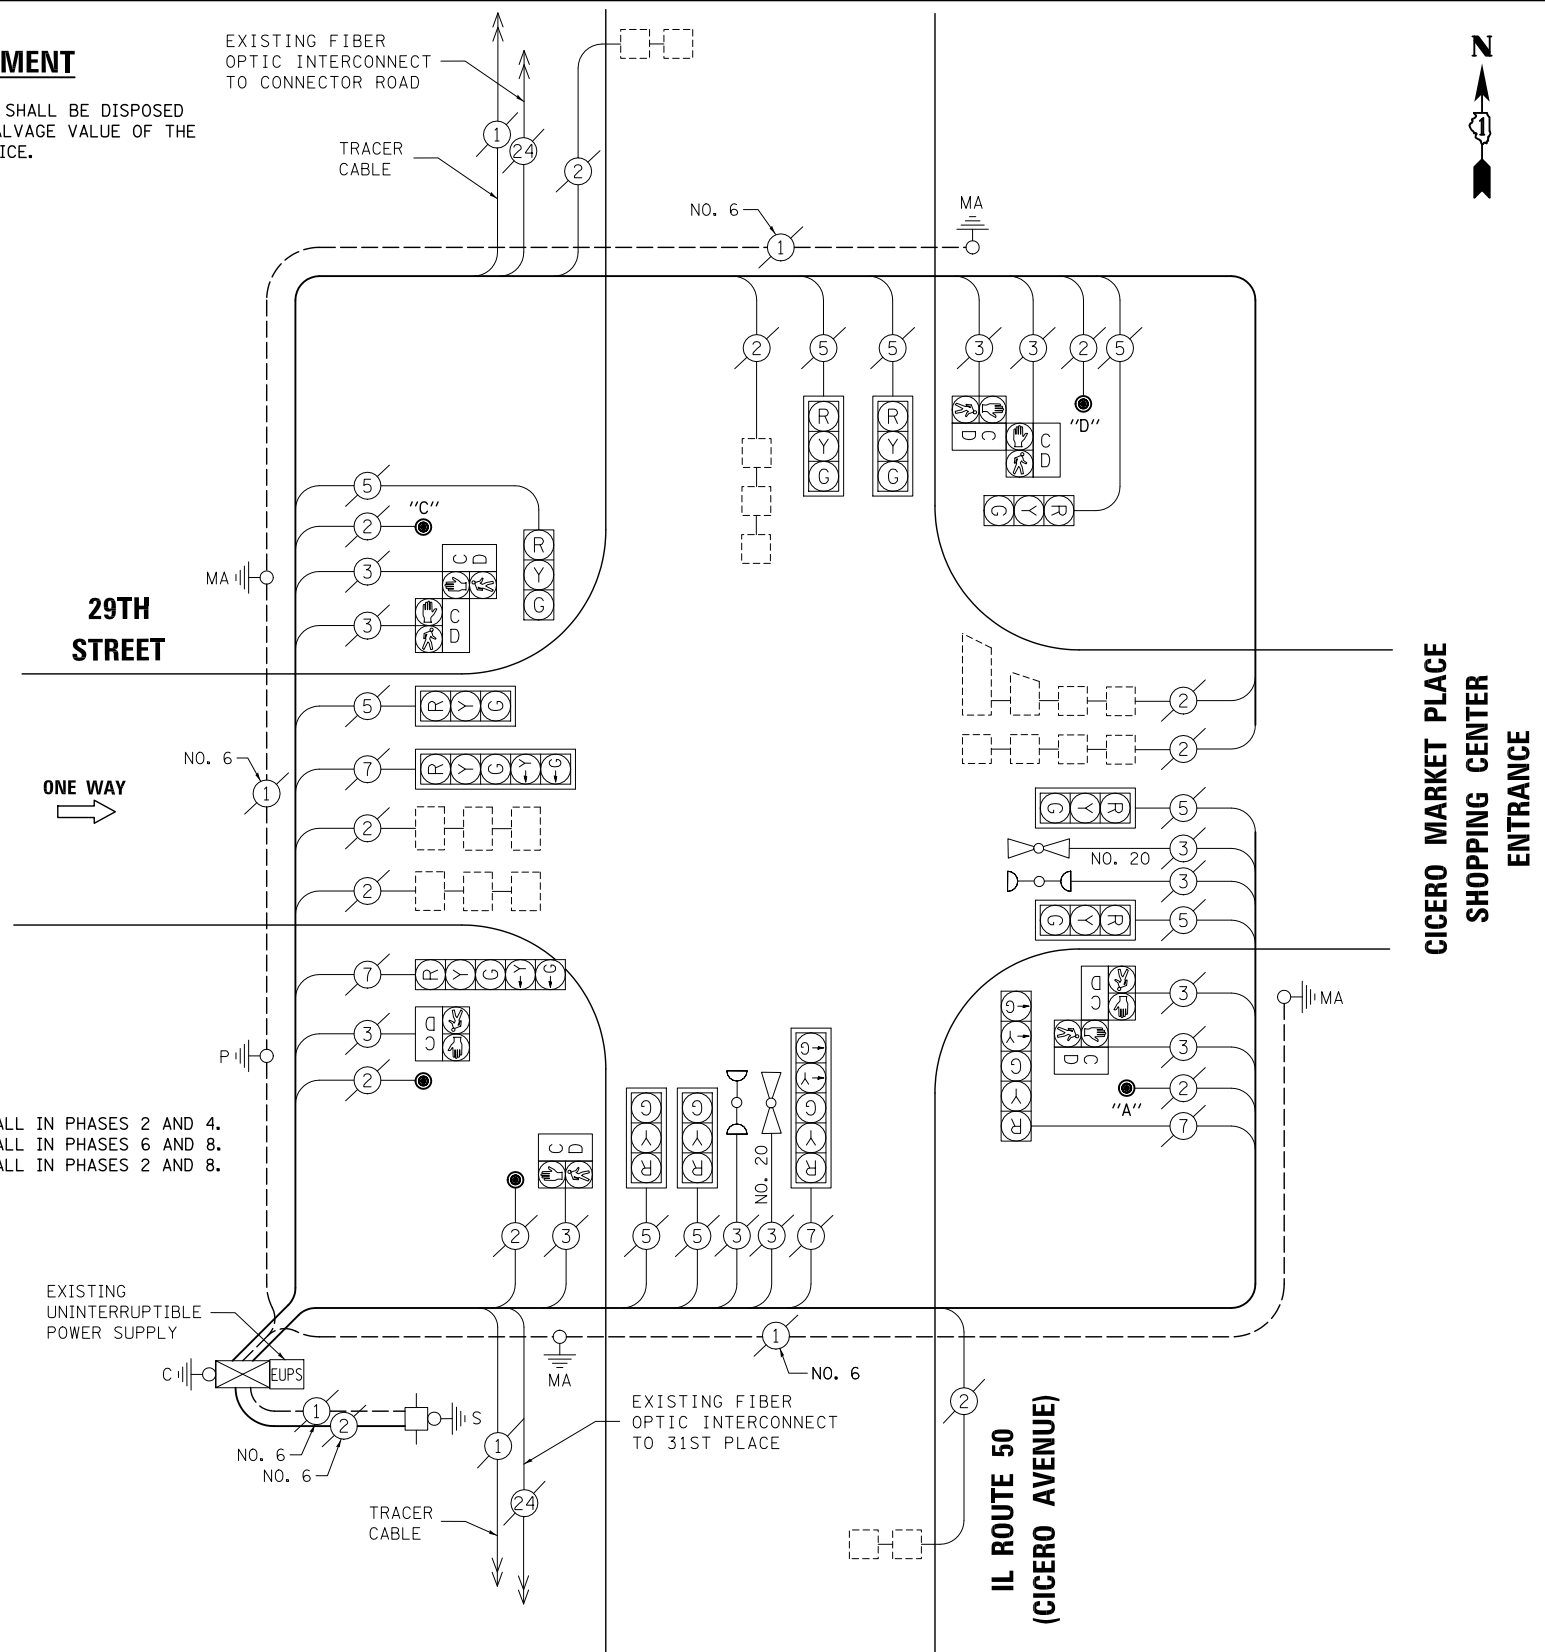 MENT
SHALL BE DISPOSED
ALVAGE VALUE OF THE
ICE.
EXISTING FIBER
OPTIC INTERCONNECT
TO CONNECTOR ROAD
N
1
TRACER
CABLE
1
24
2
NO. 6
1
MA
2
5
5
3
3
2
5
R
Y
G
R
Y
G
C
D
C
D
"D"
R Y G
5
"C"
2
3
C D
3
C
D
R
Y
G
MA
29TH
STREET
5
R Y G
NO. 6
1
7
R Y G Y G
ONE WAY
2
2
2
2
R Y G
5
NO. 20
3
3
R Y G
5
CICERO MARKET PLACE
SHOPPING CENTER
ENTRANCE
7
R Y G Y G
3
C
D
P
2
G
Y
G
Y
R
C
D
3
C
D
3
"A"
2
7
MA
ALL IN PHASES 2 AND 4.
ALL IN PHASES 6 AND 8.
ALL IN PHASES 2 AND 8.
C D
G
Y
R
G
Y
R
NO. 20
G
Y
G
Y
R
2
3
5
5
3
3
7
EXISTING
UNINTERRUPTIBLE
POWER SUPPLY
C
EUPS
MA
1
NO. 6
1
2
S
NO. 6
NO. 6
EXISTING FIBER
OPTIC INTERCONNECT
TO 31ST PLACE
1
24
TRACER
CABLE
2
IL ROUTE 50
(CICERO AVENUE)